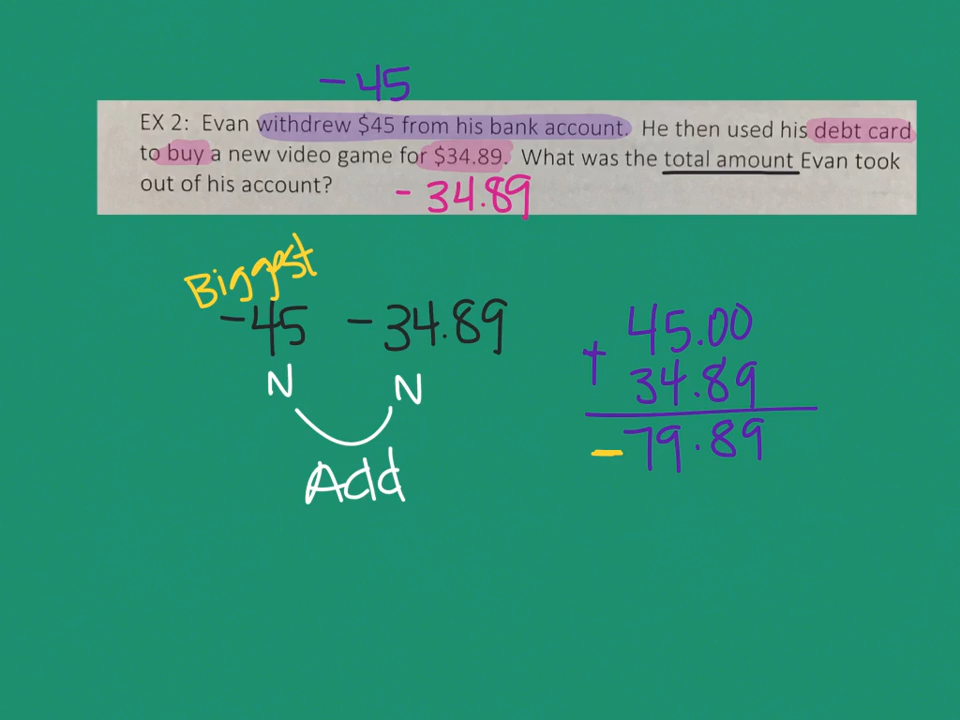 -45
EX 2: Evan withdrew $45 from his bank account. He then used his debt card
to buy a new video game for $34.89. What was the total amount Evan took
out of his account?
- 34.89
Biggest
-45 -34.89
N N
Add
45.00
+ 34.89
-79.89